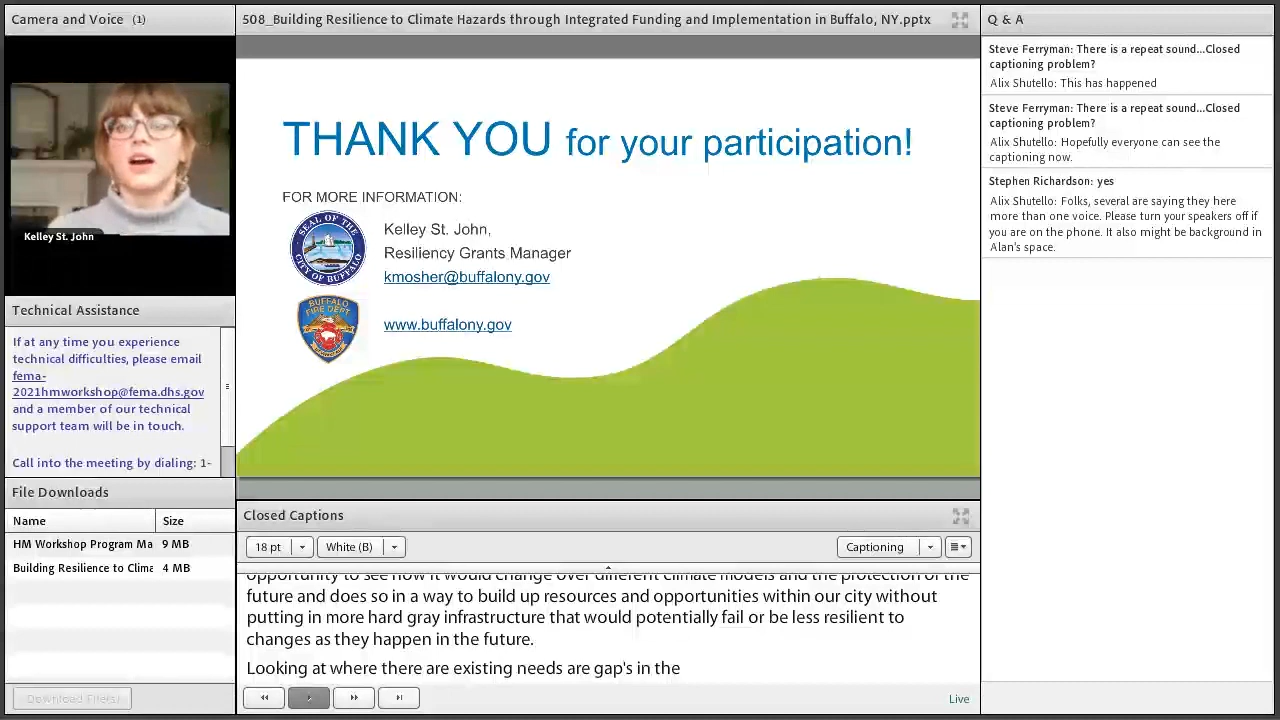 Camera and Voice (1)
Kelley St. John
Technical Assistance
If at any time you experience
technical difficulties, please email
fema-
2021hmworkshop@fema.dhs.gov
and a member of our technical
support team will be in touch.
Call into the meeting by dialing: 1-
File Downloads
Name Size
HM Workshop Program Ma 9 MB
Building Resilience to Clima 4 MB
Download File(s)
508_Building Resilience to Climate Hazards through Integrated Funding and Implementation in Buffalo, NY.pptx
THANK YOU for your participation!
FOR MORE INFORMATION:
SEAL OF THE
CITY OF BUFFALO
Kelley St. John,
Resiliency Grants Manager
kmosher@buffalony.gov
BUFFALO
FIRE DEPT
www.buffalony.gov
Closed Captions
18 pt White (B) Captioning
opportunity to see how it would change over different climate models and the protection of the
future and does so in a way to build up resources and opportunities within our city without
putting in more hard gray infrastructure that would potentially fail or be less resilient to
changes as they happen in the future.
Looking at where there are existing needs are gap's in the
Live
Q & A
Steve Ferryman: There is a repeat sound...Closed
captioning problem?
Alix Shutello: This has happened
Steve Ferryman: There is a repeat sound...Closed
captioning problem?
Alix Shutello: Hopefully everyone can see the
captioning now.
Stephen Richardson: yes
Alix Shutello: Folks, several are saying they here
more than one voice. Please turn your speakers off if
you are on the phone. It also might be background in
Alan's space.